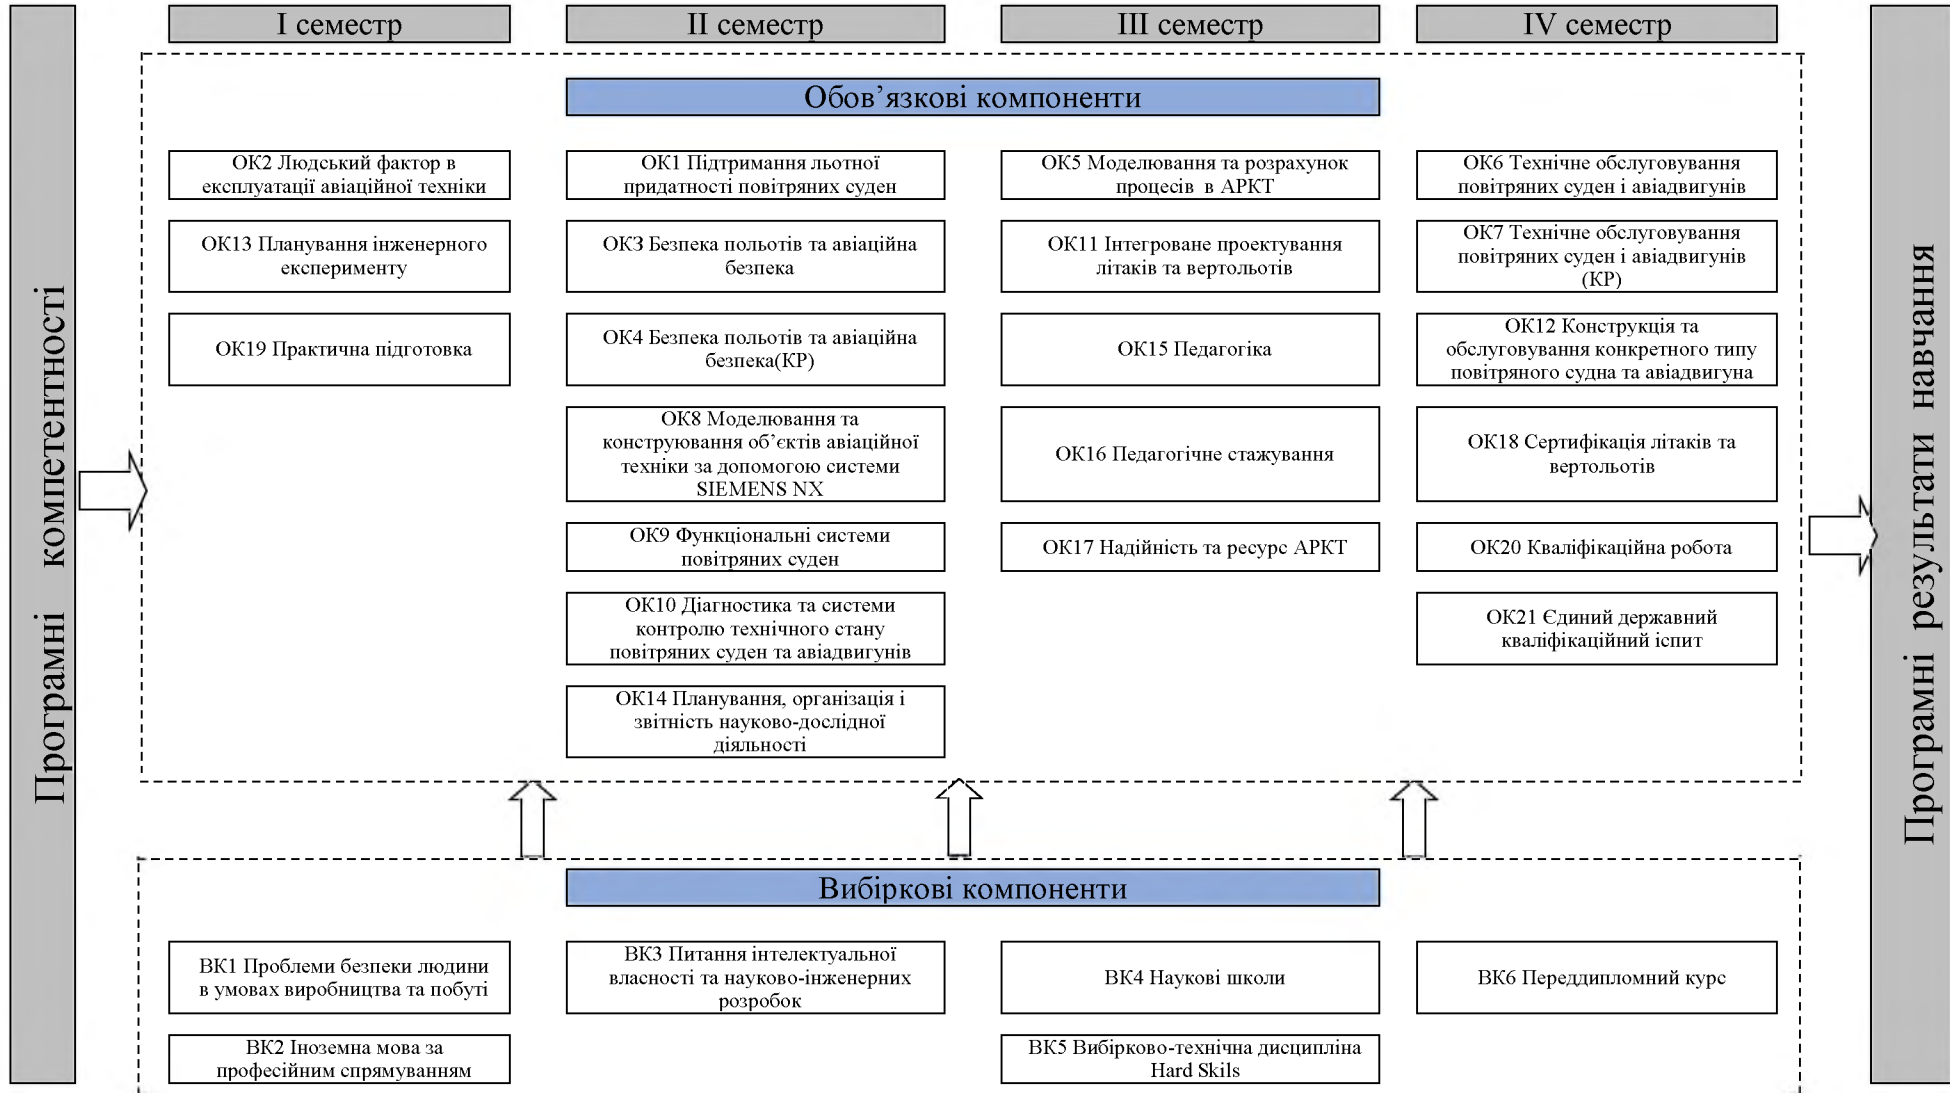 Програмні компетентності
I семестр
II семестр
III семестр
IV семестр
Обов’язкові компоненти
ОК2 Людський фактор в
експлуатації авіаційної техніки
ОК13 Планування інженерного
експерименту
ОК19 Практична підготовка
ОК1 Підтримання льотної
придатності повітряних суден
ОК3 Безпека польотів та авіаційна
безпека
ОК4 Безпека польотів та авіаційна
безпека(КР)
ОК8 Моделювання та
конструювання об’єктів авіаційної
техніки за допомогою системи
SIEMENS NX
ОК9 Функціональні системи
повітряних суден
ОК10 Діагностика та системи
контролю технічного стану
повітряних суден та авіадвигунів
ОК14 Планування, організація і
звітність науково-дослідної
діяльності
ОК5 Моделювання та розрахунок
процесів в АРКТ
ОК11 Інтегроване проектування
літаків та вертольотів
ОК15 Педагогіка
ОК16 Педагогічне стажування
ОК17 Надійність та ресурс АРКТ
ОК6 Технічне обслуговування
повітряних суден і авіадвигунів
ОК7 Технічне обслуговування
повітряних суден і авіадвигунів
(КР)
ОК12 Конструкція та
обслуговування конкретного типу
повітряного судна та авіадвигуна
ОК18 Сертифікація літаків та
вертольотів
ОК20 Кваліфікаційна робота
ОК21 Єдиний державний
кваліфікаційний іспит
Вибіркові компоненти
ВК1 Проблеми безпеки людини
в умовах виробництва та побуті
ВК2 Іноземна мова за
професійним спрямуванням
ВК3 Питання інтелектуальної
власності та науково-інженерних
розробок
ВК4 Наукові школи
ВК5 Вибірково-технічна дисципліна
Hard Skils
ВК6 Переддипломний курс
Програмні результати навчання